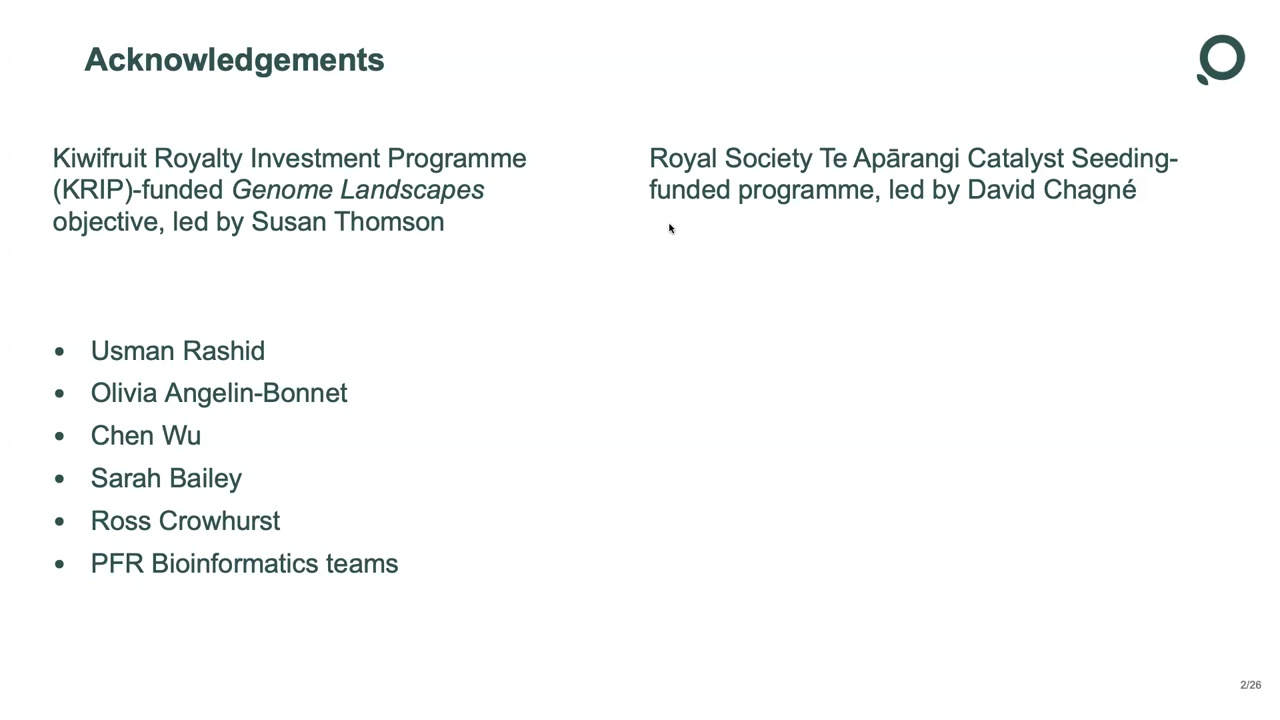 Acknowledgements
Kiwifruit Royalty Investment Programme
(KRIP)-funded Genome Landscapes
objective, led by Susan Thomson
Royal Society Te Apārangi Catalyst Seeding-
funded programme, led by David Chagné
• Usman Rashid
• Olivia Angelin-Bonnet
• Chen Wu
• Sarah Bailey
• Ross Crowhurst
• PFR Bioinformatics teams
2/26